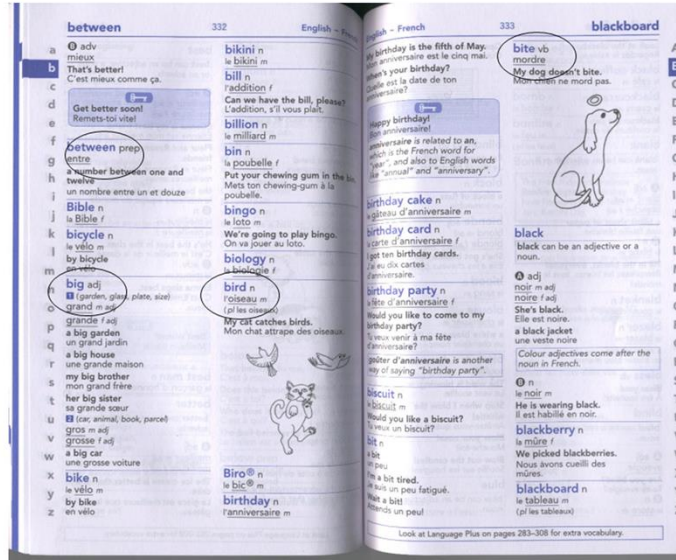 between 332 English – French
B adv
mieux
That's better!
C'est mieux comme ça.
Get better soon!
Remets-toi vite!
between prep
entre
a number between one and
twelve
un nombre entre un et douze
Bible n
la Bible f
bicycle n
le vélo m
by bicycle
en vélo
big adj
1 (garden, glass, plate, size)
grand m adj
grande f adj
a big garden
un grand jardin
a big house
une grande maison
my big brother
mon grand frère
her big sister
sa grande sœur
2 (car, animal, book, parcel)
gros m adj
grosse f adj
a big car
une grosse voiture
bike n
le vélo m
by bike
en vélo
bikini n
le bikini m
bill n
l'addition f
Can we have the bill, please?
L'addition, s'il vous plaît.
billion n
le milliard m
bin n
la poubelle f
Put your chewing gum in the bin.
Mets ton chewing-gum à la
poubelle.
bingo n
le loto m
We're going to play bingo.
On va jouer au loto.
biology n
la biologie f
bird n
l'oiseau m
(pl les oiseaux)
My cat catches birds.
Mon chat attrape des oiseaux.
Biro® n
le bic® m
birthday n
l'anniversaire m
a
b
c
d
e
f
g
h
i
j
k
l
m
n
o
p
q
r
s
t
u
v
w
x
y
z
English – French 333 blackboard
My birthday is the fifth of May.
Mon anniversaire est le cinq mai.
When's your birthday?
Quelle est la date de ton
anniversaire?
Happy birthday!
Bon anniversaire!
anniversaire is related to an,
which is the French word for
"year", and also to English words
like "annual" and "anniversary".
birthday cake n
le gâteau d'anniversaire m
birthday card n
la carte d'anniversaire f
I got ten birthday cards.
J'ai eu dix cartes
d'anniversaire.
birthday party n
la fête d'anniversaire f
Would you like to come to my
birthday party?
Tu veux venir à ma fête
d'anniversaire?
goûter d'anniversaire is another
way of saying "birthday party".
biscuit n
le biscuit m
Would you like a biscuit?
Tu veux un biscuit?
bit n
a bit
un peu
I'm a bit tired.
Je suis un peu fatigué.
Wait a bit!
Attends un peu!
bite vb
mordre
My dog doesn't bite.
Mon chien ne mord pas.
black
black can be an adjective or a
noun.
A adj
noir m adj
noire f adj
She's black.
Elle est noire.
a black jacket
une veste noire
Colour adjectives come after the
noun in French.
B n
le noir m
He is wearing black.
Il est habillé en noir.
blackberry n
la mûre f
We picked blackberries.
Nous avons cueilli des
mûres.
blackboard n
le tableau m
(pl les tableaux)
Look at Language Plus on pages 283–308 for extra vocabulary.